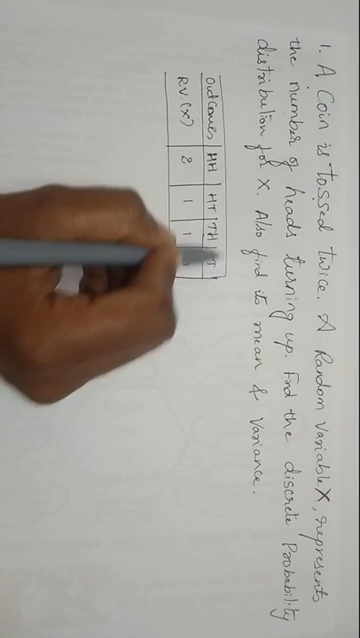 1. A Coin is tossed twice. A Random Variable X, represents
the number of heads turning up. Find the discrete Probability
distribution for X. Also find its mean & Variance.
Outcomes HH HT TH
RV (X) 2 1 1